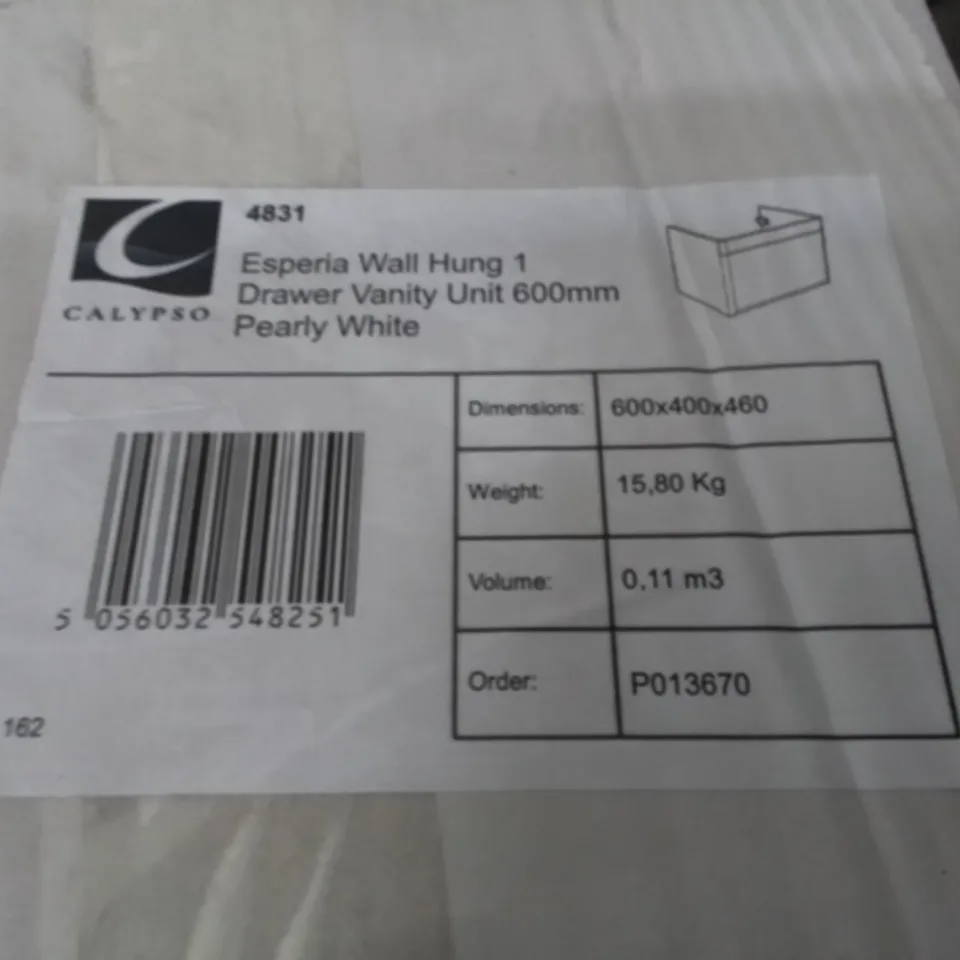 4831
CALYPSO
Esperia Wall Hung 1
Drawer Vanity Unit 600mm
Pearly White
Dimensions: 600x400x460
Weight: 15,80 Kg
Volume: 0,11 m3
Order: P013670
5 056032 548251
162